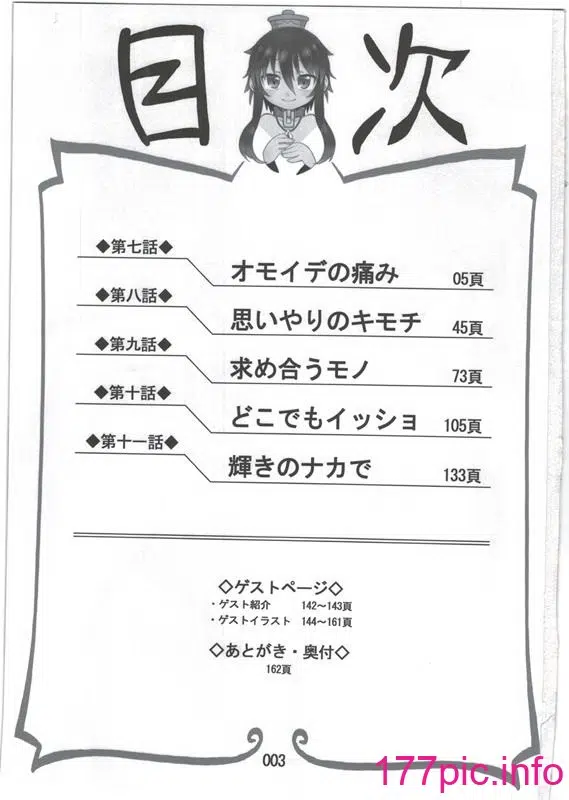 目次
◆第七話◆
オモイデの痛み 05頁
◆第八話◆
思いやりのキモチ 45頁
◆第九話◆
求め合うモノ 73頁
◆第十話◆
どこでもイッショ 105頁
◆第十一話◆
輝きのナカで 133頁
◇ゲストページ◇
・ゲスト紹介 142～143頁
・ゲストイラスト 144～161頁
◇あとがき・奥付◇
162頁
003
177pic.info